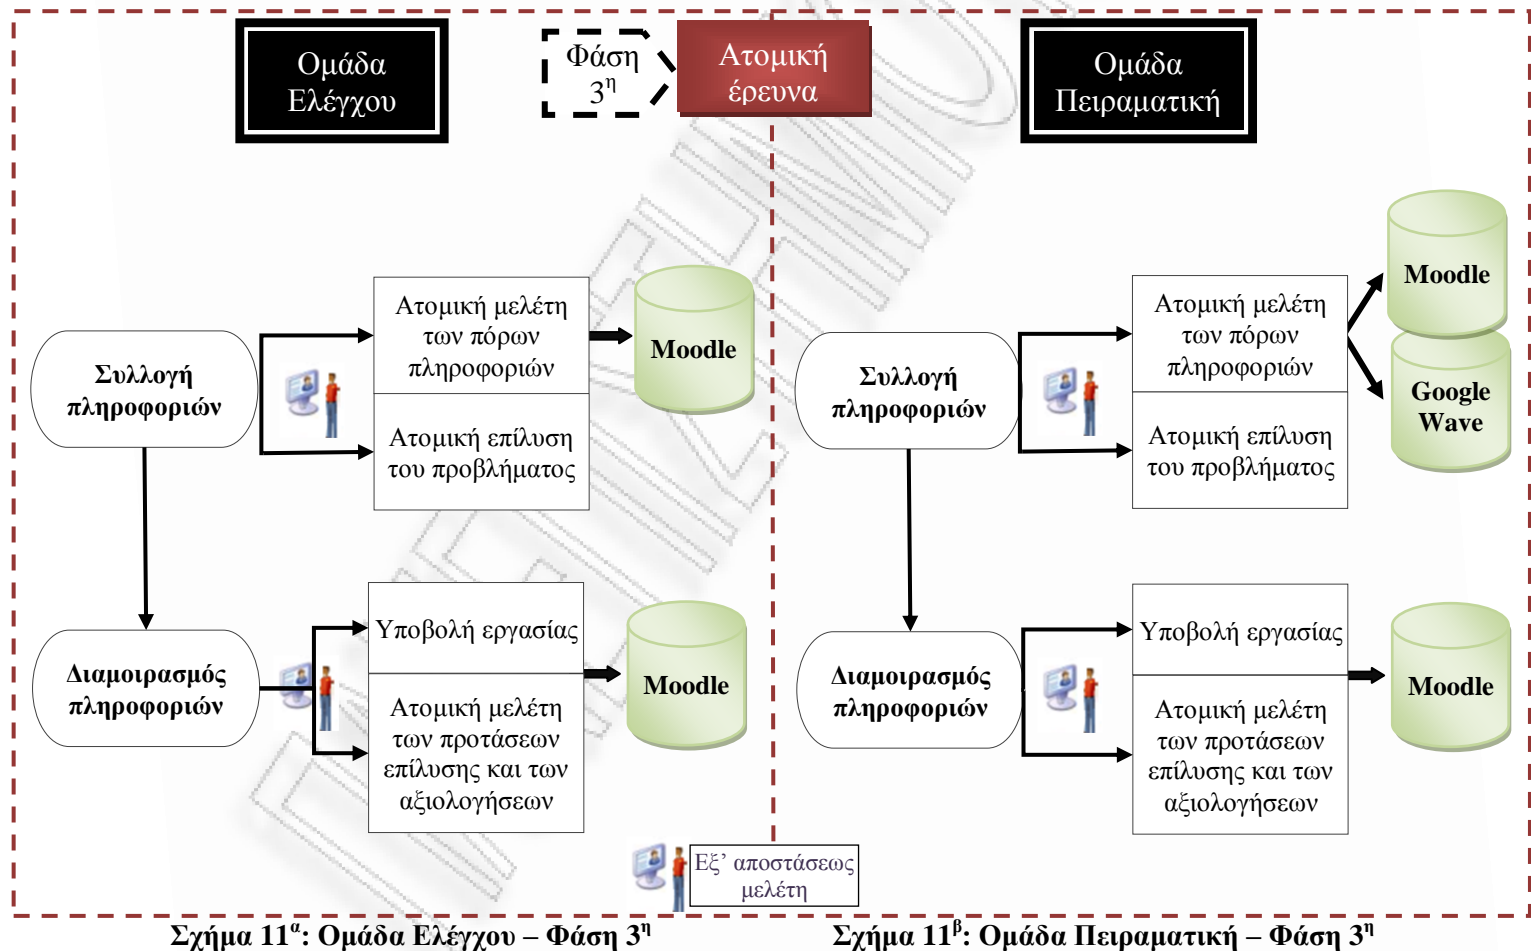 Ομάδα
Ελέγχου
Φάση
3η
Ατομική
έρευνα
Ομάδα
Πειραματική
Συλλογή
πληροφοριών
Ατομική μελέτη
των πόρων
πληροφοριών
Ατομική επίλυση
του προβλήματος
Moodle
Διαμοιρασμός
πληροφοριών
Υποβολή εργασίας
Ατομική μελέτη
των προτάσεων
επίλυσης και των
αξιολογήσεων
Moodle
Συλλογή
πληροφοριών
Ατομική μελέτη
των πόρων
πληροφοριών
Ατομική επίλυση
του προβλήματος
Moodle
Google
Wave
Διαμοιρασμός
πληροφοριών
Υποβολή εργασίας
Ατομική μελέτη
των προτάσεων
επίλυσης και των
αξιολογήσεων
Moodle
Εξ’ αποστάσεως
μελέτη
Σχήμα 11α: Ομάδα Ελέγχου – Φάση 3η
Σχήμα 11β: Ομάδα Πειραματική – Φάση 3η